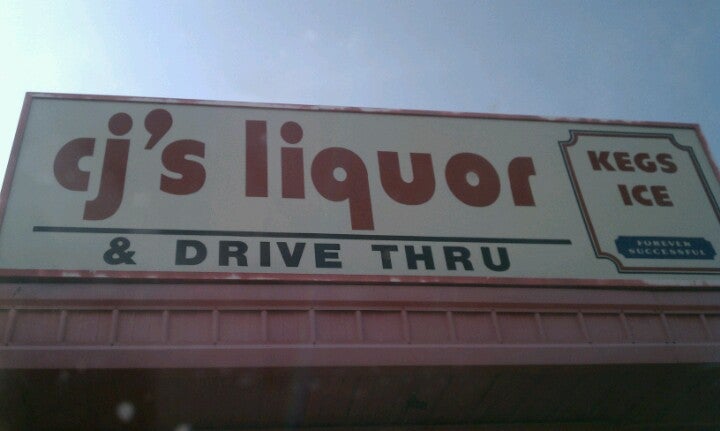 cj's liquor
& DRIVE THRU
KEGS
ICE
FOREVER
SUCCESSFUL